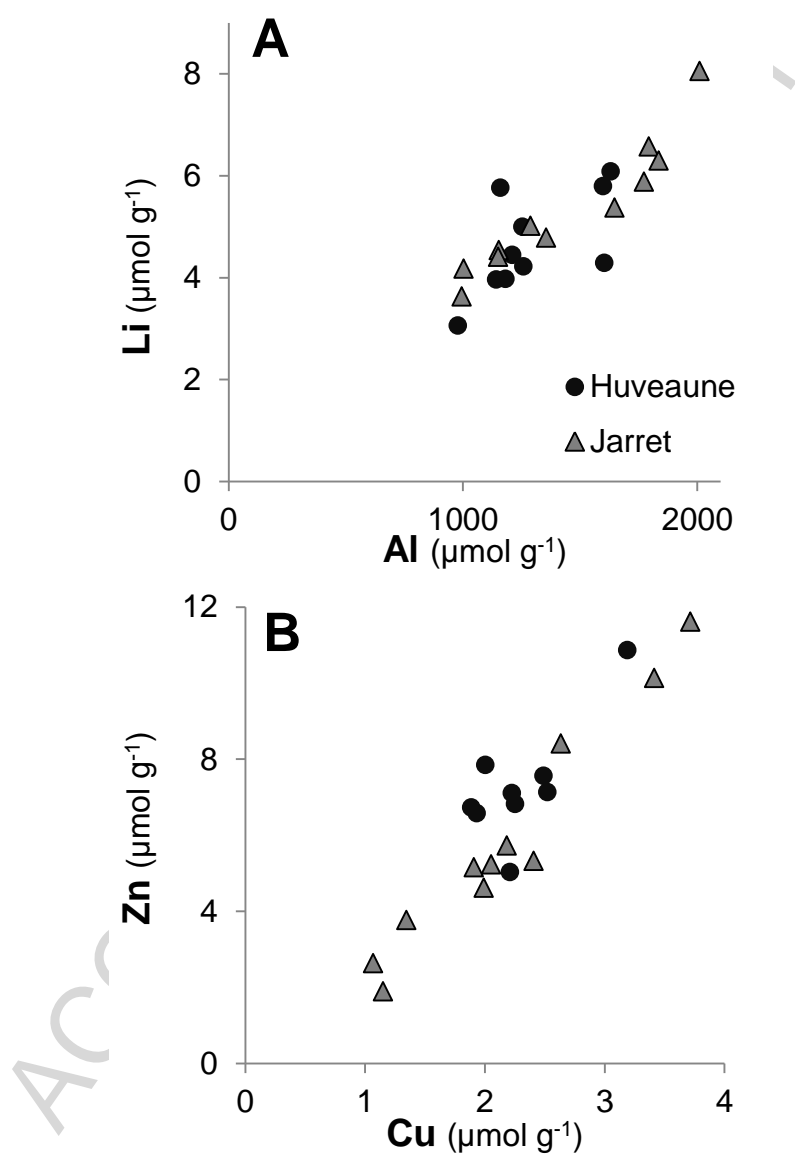 A
8
6
4
2
0
Li (µmol g-1)
Huveaune
Jarret
0 1000 2000
Al (µmol g-1)
B
12
8
4
0
Zn (µmol g-1)
0 1 2 3 4
Cu (µmol g-1)